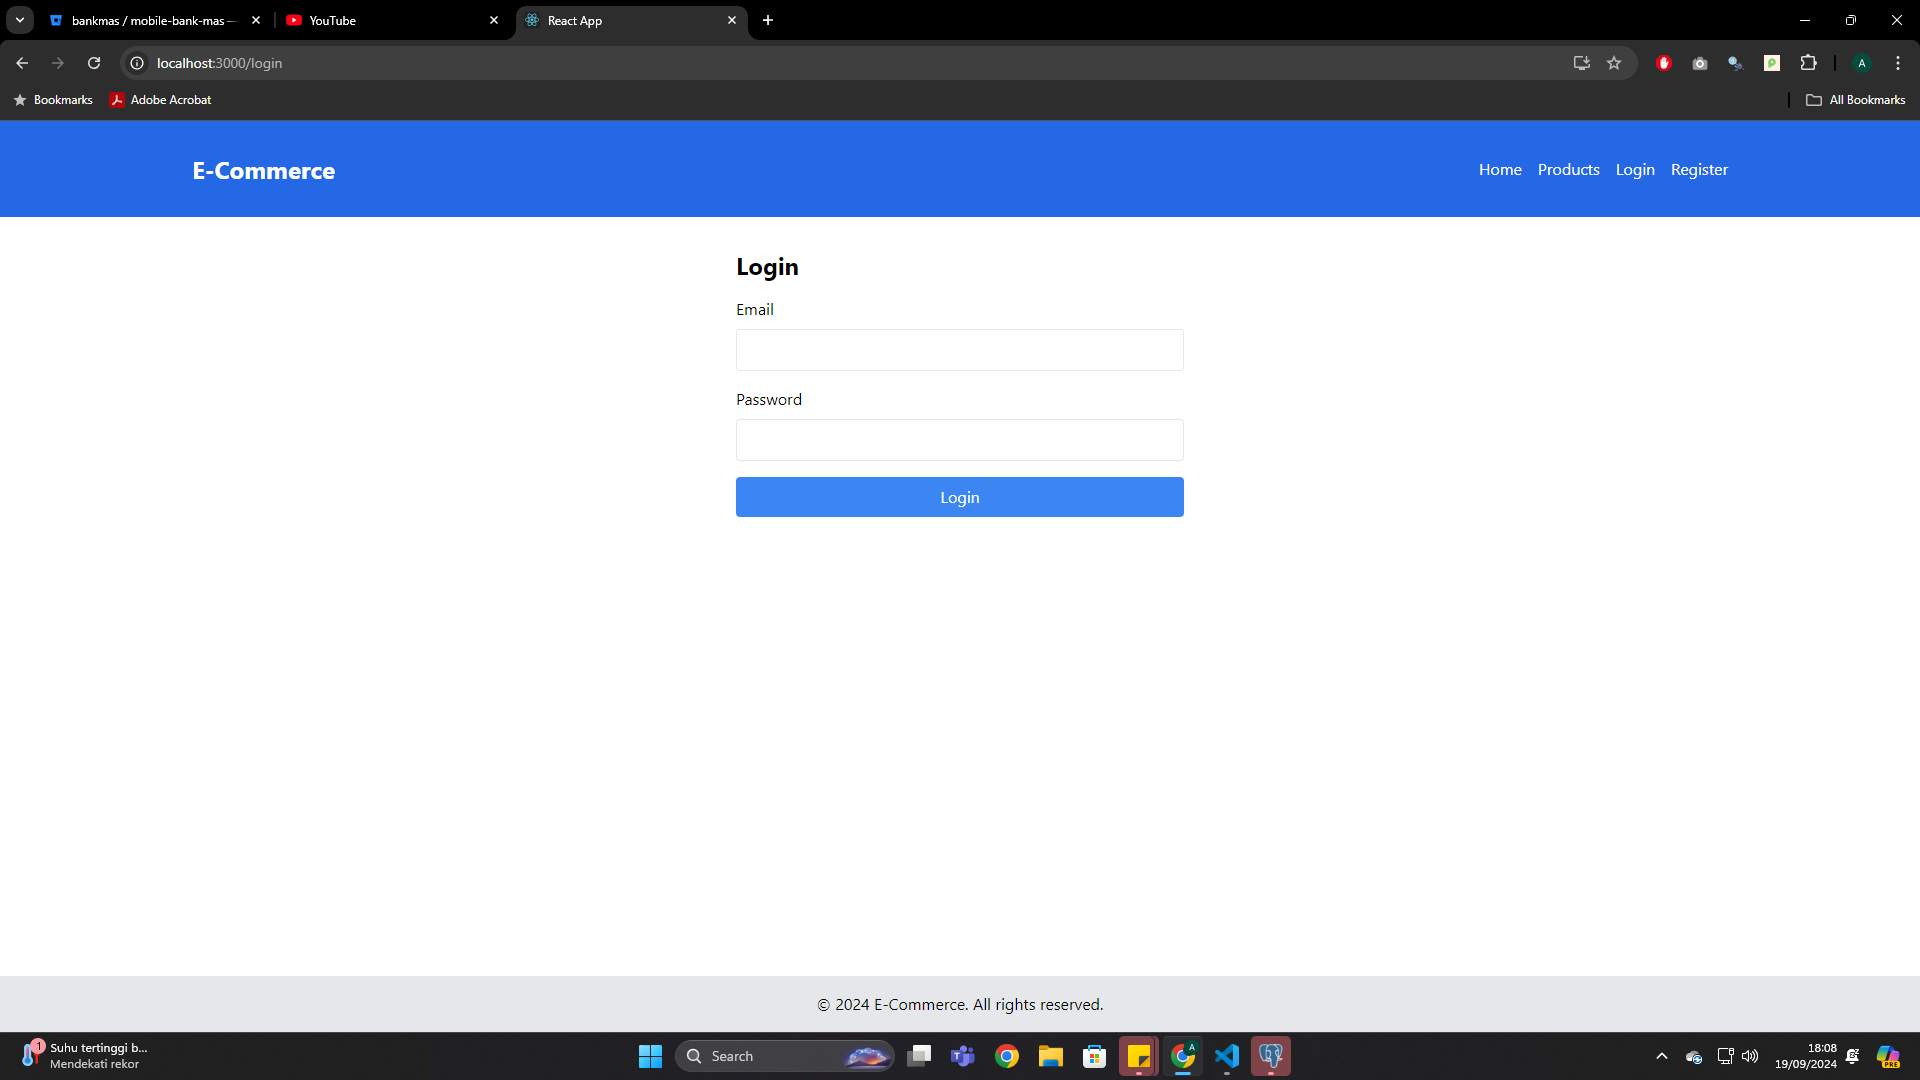 bankmas / mobile-bank-mas —
YouTube
React App
localhost:3000/login
A
Bookmarks
Adobe Acrobat
All Bookmarks
E-Commerce
Home
Products
Login
Register
Login
Email
Password
Login
© 2024 E-Commerce. All rights reserved.
1
Suhu tertinggi b...
Mendekati rekor
Search
A
18:08
19/09/2024
PRE